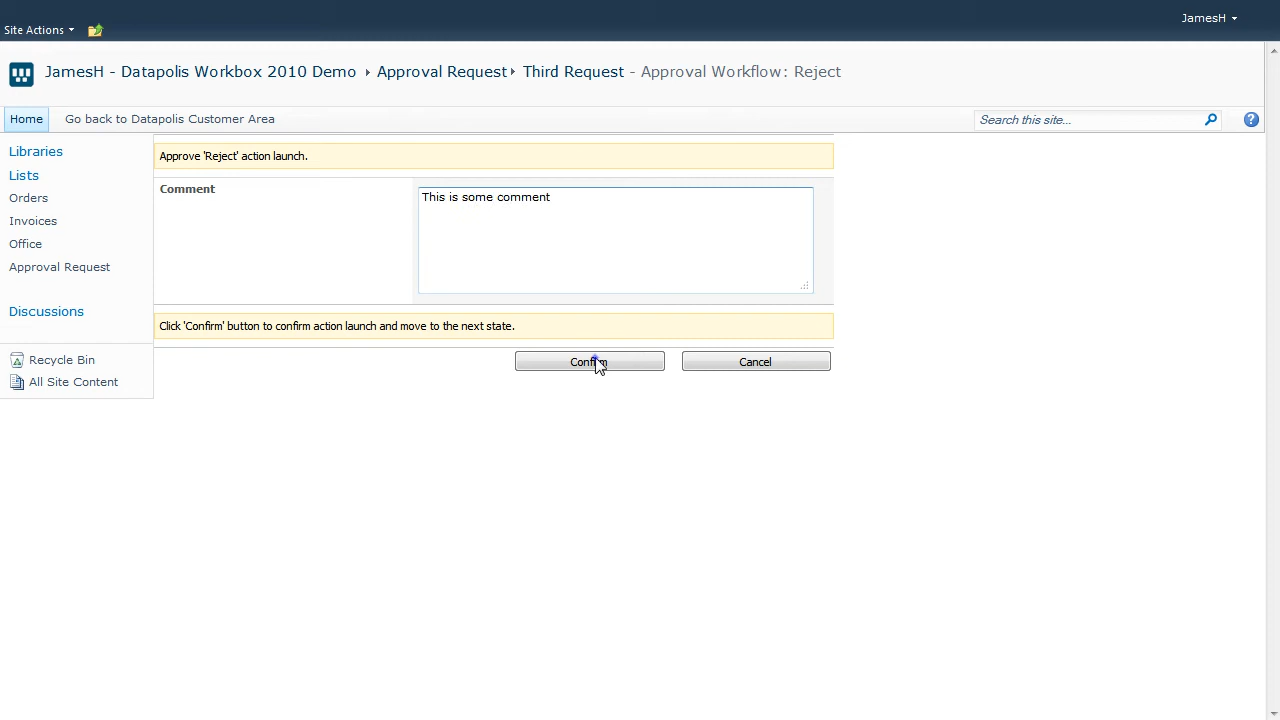 JamesH
Site Actions
JamesH - Datapolis Workbox 2010 Demo Approval Request Third Request - Approval Workflow: Reject
Home Go back to Datapolis Customer Area
Search this site...
Libraries
Lists
Orders
Invoices
Office
Approval Request
Discussions
Recycle Bin
All Site Content
Approve 'Reject' action launch.
Comment
This is some comment
Click 'Confirm' button to confirm action launch and move to the next state.
Confirm Cancel